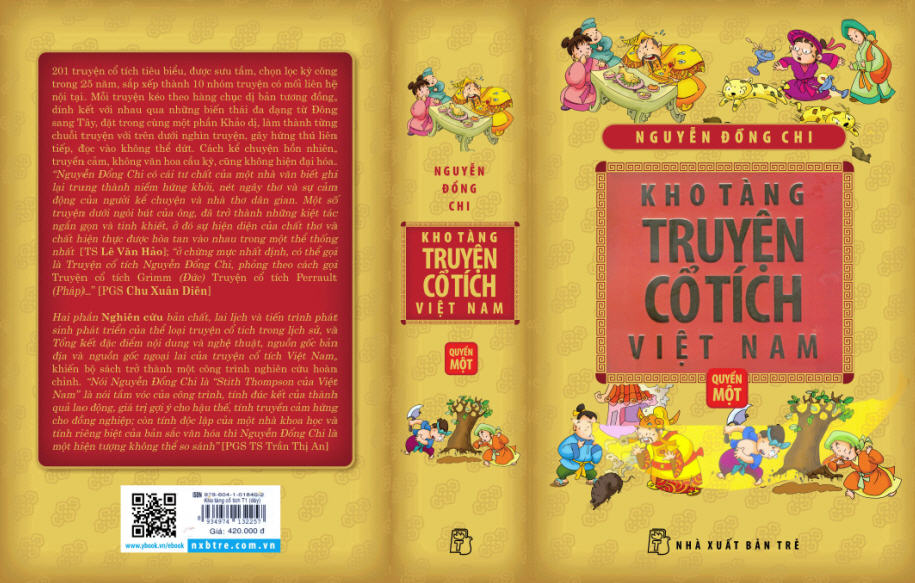 201 truyện cổ tích tiêu biểu, được sưu tầm, chọn lọc kỳ công
trong 25 năm, sắp xếp thành 10 nhóm truyện có mối liên hệ
nội tại. Mỗi truyện kéo theo hàng chục dị bản tương đồng,
dính kết với nhau qua những biến thái đa dạng từ Đông
sang Tây, đặt trong cùng một phần Khảo dị, làm thành từng
chuỗi truyện với trên dưới nghìn truyện, gây hứng thú liên
tiếp, đọc vào không thể dứt. Cách kể chuyện hồn nhiên,
truyền cảm, không văn hoa cầu kỳ, cũng không hiện đại hóa..
“Nguyễn Đổng Chi có cái tư chất của một nhà văn biết ghi
lại trung thành niềm hứng khởi, nét ngây thơ và sự cảm
động của người kể chuyện và nhà thơ dân gian. Một số
truyện dưới ngòi bút của ông, đã trở thành những kiệt tác
ngắn gọn và tinh khiết, ở đó sự hiện diện của chất thơ và
chất hiện thực được hòa tan vào nhau trong một thể thống
nhất [TS Lê Văn Hảo]; “ở chừng mực nhất định, có thể gọi
là Truyện cổ tích Nguyễn Đổng Chi, phỏng theo cách gọi
Truyện cổ tích Grimm (Đức) Truyện cổ tích Perrault
(Pháp)...” [PGS Chu Xuân Diên]
Hai phần Nghiên cứu bản chất, lai lịch và tiến trình phát
sinh phát triển của thể loại truyện cổ tích trong lịch sử, và
Tổng kết đặc điểm nội dung và nghệ thuật, nguồn gốc bản
địa và nguồn gốc ngoại lai của truyện cổ tích Việt Nam,
khiến bộ sách trở thành một công trình nghiên cứu hoàn
chỉnh. “Nói Nguyễn Đổng Chi là “Stith Thompson của Việt
Nam” là nói tầm vóc của công trình, tính đúc kết của thành
quả lao động, giá trị gợi ý cho hậu thế, tính truyền cảm hứng
cho đồng nghiệp; còn tính độc lập của một nhà khoa học và
tính riêng biệt của bản sắc văn hóa thì Nguyễn Đổng Chi là
một hiện tượng không thể so sánh” [PGS TS Trần Thị An]
www.ybook.vn/ebook
Kho tàng cổ tích T1 (dày)
8 934974 132257
Giá: 420.000 đ
nxbtre.com.vn
NGUYỄN
ĐỔNG
CHI
KHO TÀNG
TRUYỆN
CỔ TÍCH
VIỆT NAM
QUYỂN
MỘT
NGUYỄN ĐỔNG CHI
KHO TÀNG
TRUYỆN
CỔ TÍCH
VIỆT NAM
QUYỂN
MỘT
NHÀ XUẤT BẢN TRẺ